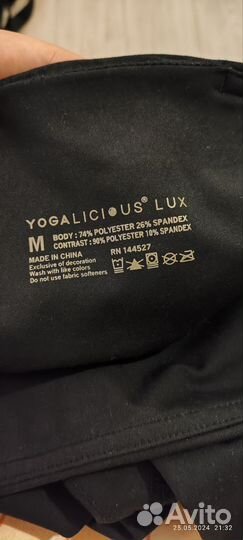 YOGALICIOUS® LUX
M BODY : 74% POLYESTER 26% SPANDEX
CONTRAST : 90% POLYESTER 10% SPANDEX
MADE IN CHINA RN 144527
Exclusive of decoration
Wash with like colors
Do not use fabric softeners
Avito
25.05.2024 21:32